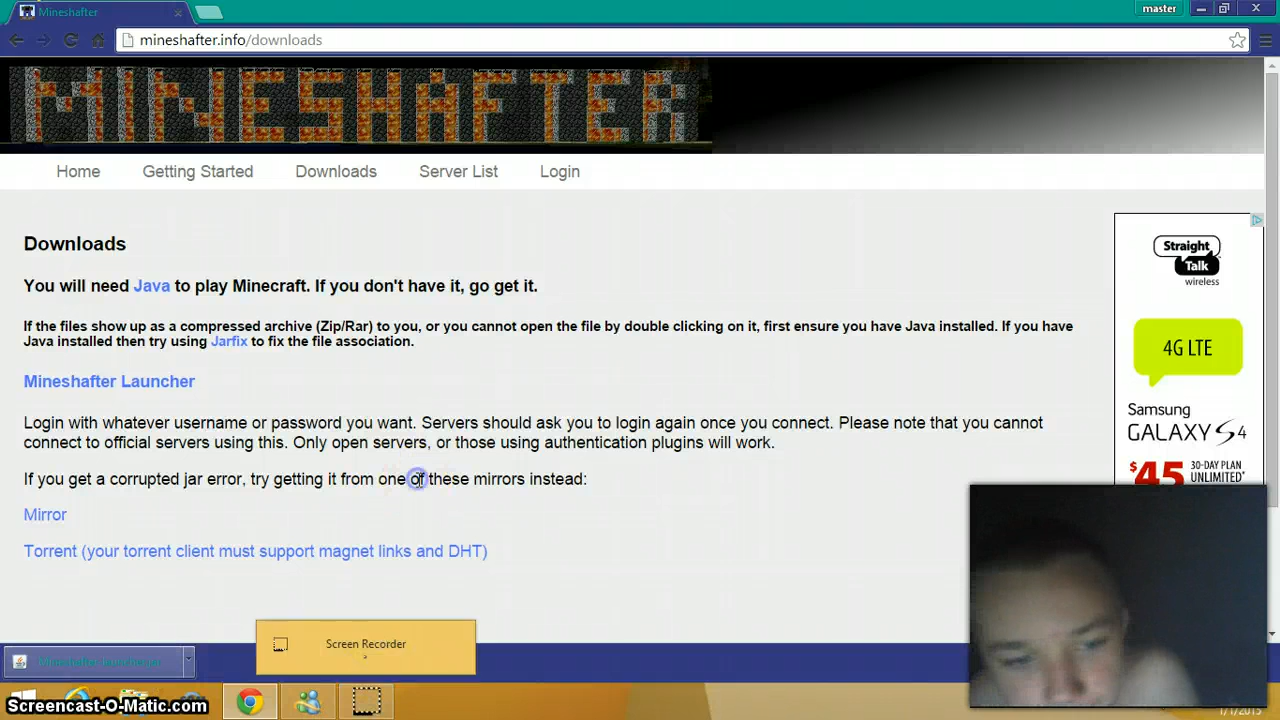 Mineshafter
master
mineshafter.info/downloads
MINESHAFTER
Home Getting Started Downloads Server List Login
Downloads
You will need Java to play Minecraft. If you don't have it, go get it.
If the files show up as a compressed archive (Zip/Rar) to you, or you cannot open the file by double clicking on it, first ensure you have Java installed. If you have
Java installed then try using Jarfix to fix the file association.
Mineshafter Launcher
Login with whatever username or password you want. Servers should ask you to login again once you connect. Please note that you cannot
connect to official servers using this. Only open servers, or those using authentication plugins will work.
If you get a corrupted jar error, try getting it from one of these mirrors instead:
Mirror
Torrent (your torrent client must support magnet links and DHT)
Straight
Talk
wireless
4G LTE
Samsung
GALAXY S4
$45 30-DAY PLAN
UNLIMITED*
Screen Recorder
Mineshafter-launcher.jar
Screencast-O-Matic.com
1/1/2015